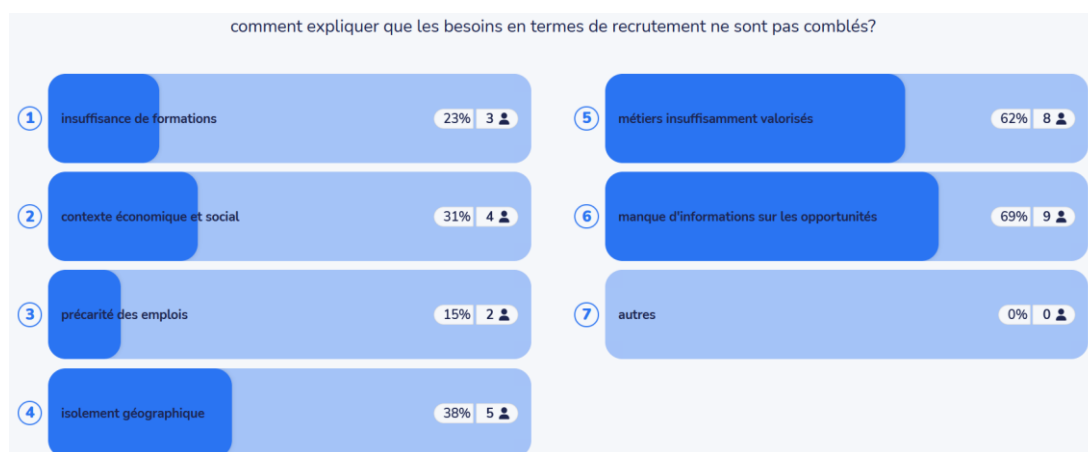 comment expliquer que les besoins en termes de recrutement ne sont pas comblés?
1 insuffisance de formations 23% 3
2 contexte économique et social 31% 4
3 précarité des emplois 15% 2
4 isolement géographique 38% 5
5 métiers insuffisamment valorisés 62% 8
6 manque d'informations sur les opportunités 69% 9
7 autres 0% 0